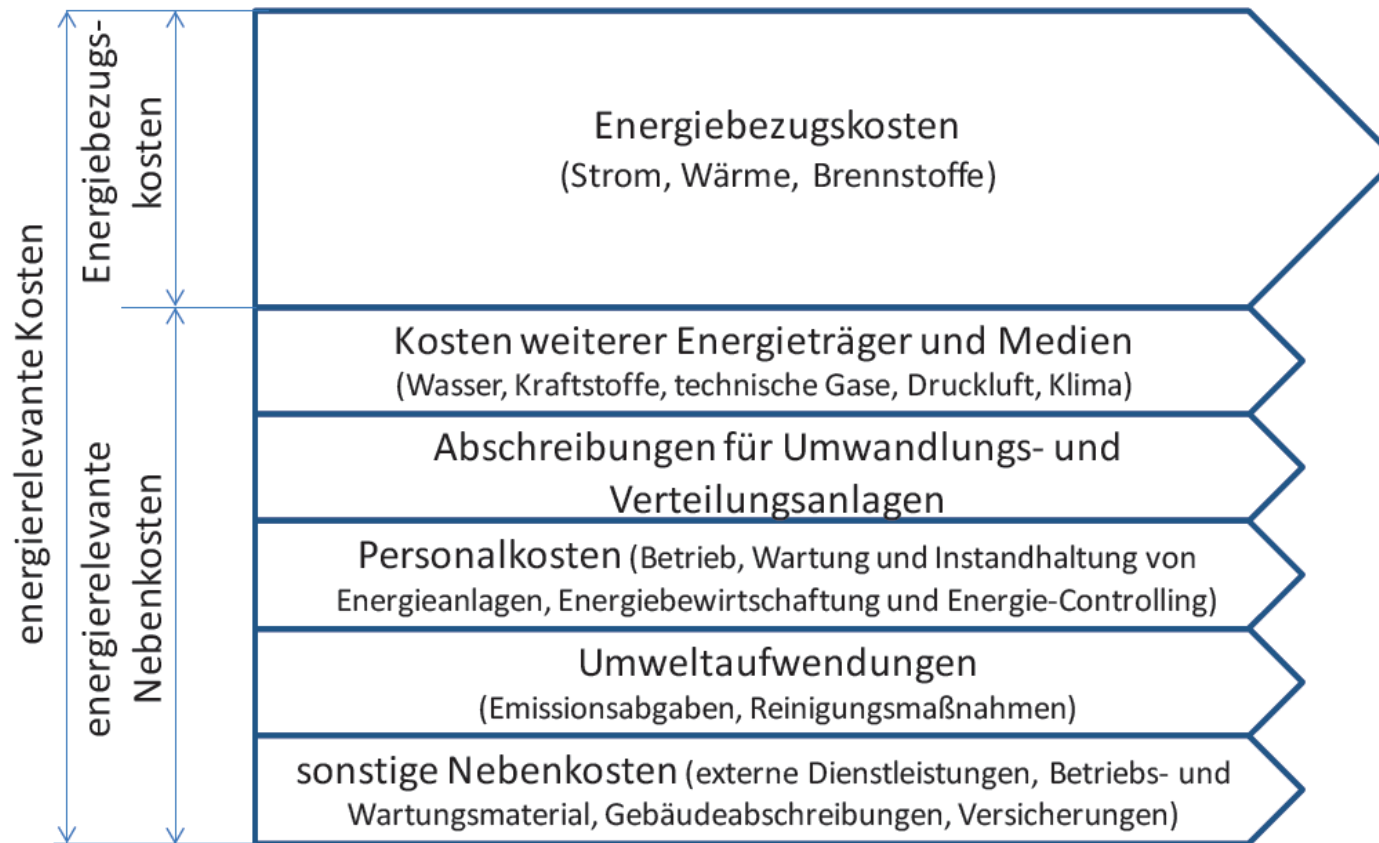 energierelevante Kosten
Energiebezugs-
kosten
energierelevante
Nebenkosten
Energiebezugskosten
(Strom, Wärme, Brennstoffe)
Kosten weiterer Energieträger und Medien
(Wasser, Kraftstoffe, technische Gase, Druckluft, Klima)
Abschreibungen für Umwandlungs- und
Verteilungsanlagen
Personalkosten (Betrieb, Wartung und Instandhaltung von
Energieanlagen, Energiebewirtschaftung und Energie-Controlling)
Umweltaufwendungen
(Emissionsabgaben, Reinigungsmaßnahmen)
sonstige Nebenkosten (externe Dienstleistungen, Betriebs- und
Wartungsmaterial, Gebäudeabschreibungen, Versicherungen)